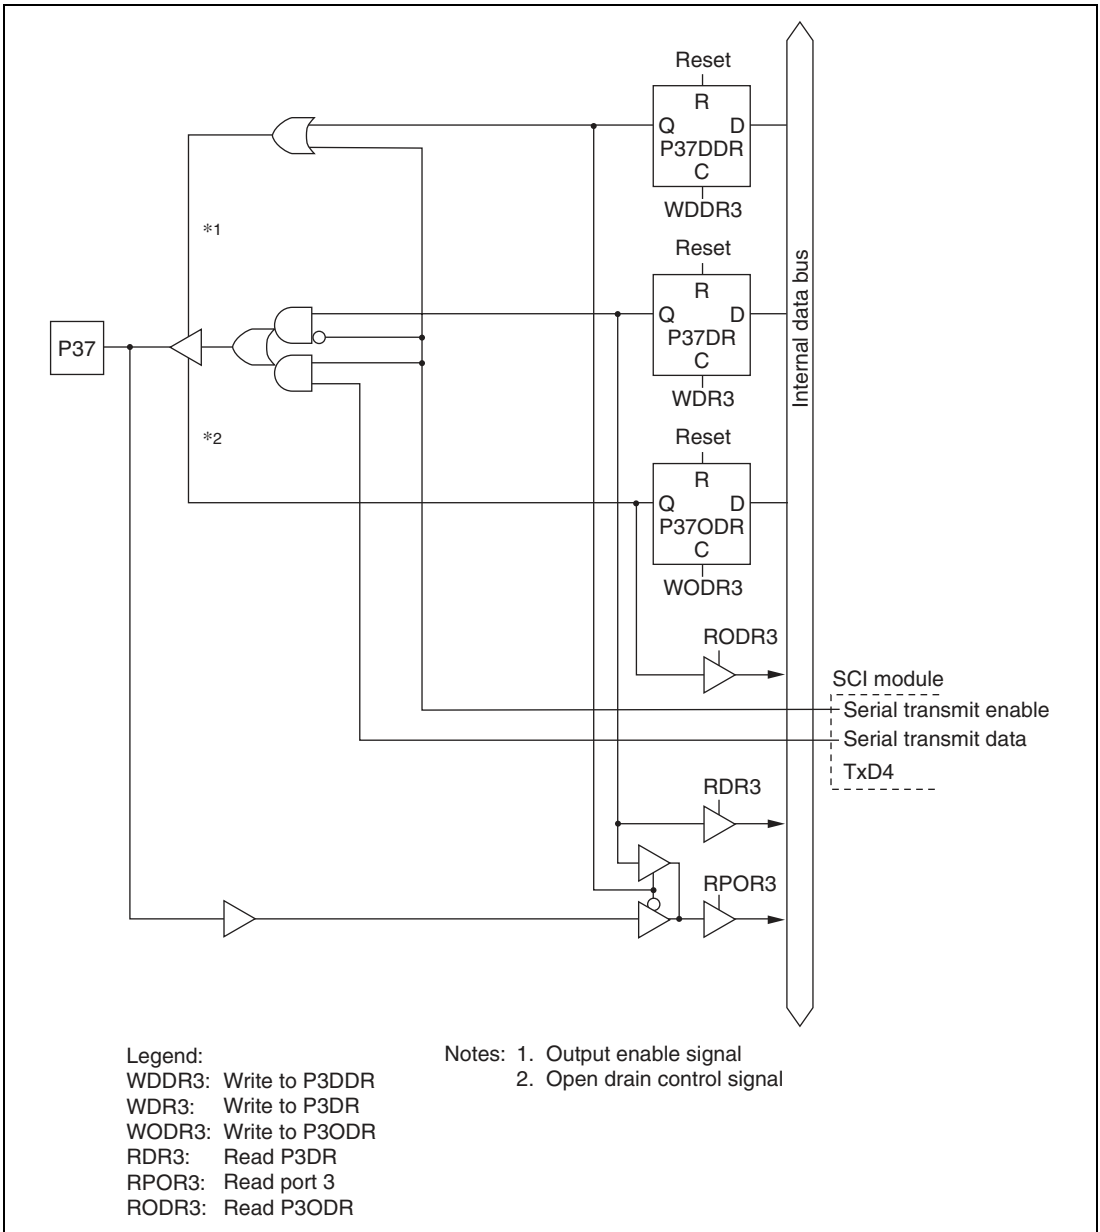 Reset
R
Q D
P37DDR
C
WDDR3
*1
Reset
R
Q D
P37DR
C
WDR3
Internal data bus
P37
*2
Reset
R
Q D
P37ODR
C
WODR3
RODR3
SCI module
Serial transmit enable
Serial transmit data
TxD4
RDR3
RPOR3
Legend:
WDDR3: Write to P3DDR
WDR3: Write to P3DR
WODR3: Write to P3ODR
RDR3: Read P3DR
RPOR3: Read port 3
RODR3: Read P3ODR
Notes: 1. Output enable signal
2. Open drain control signal